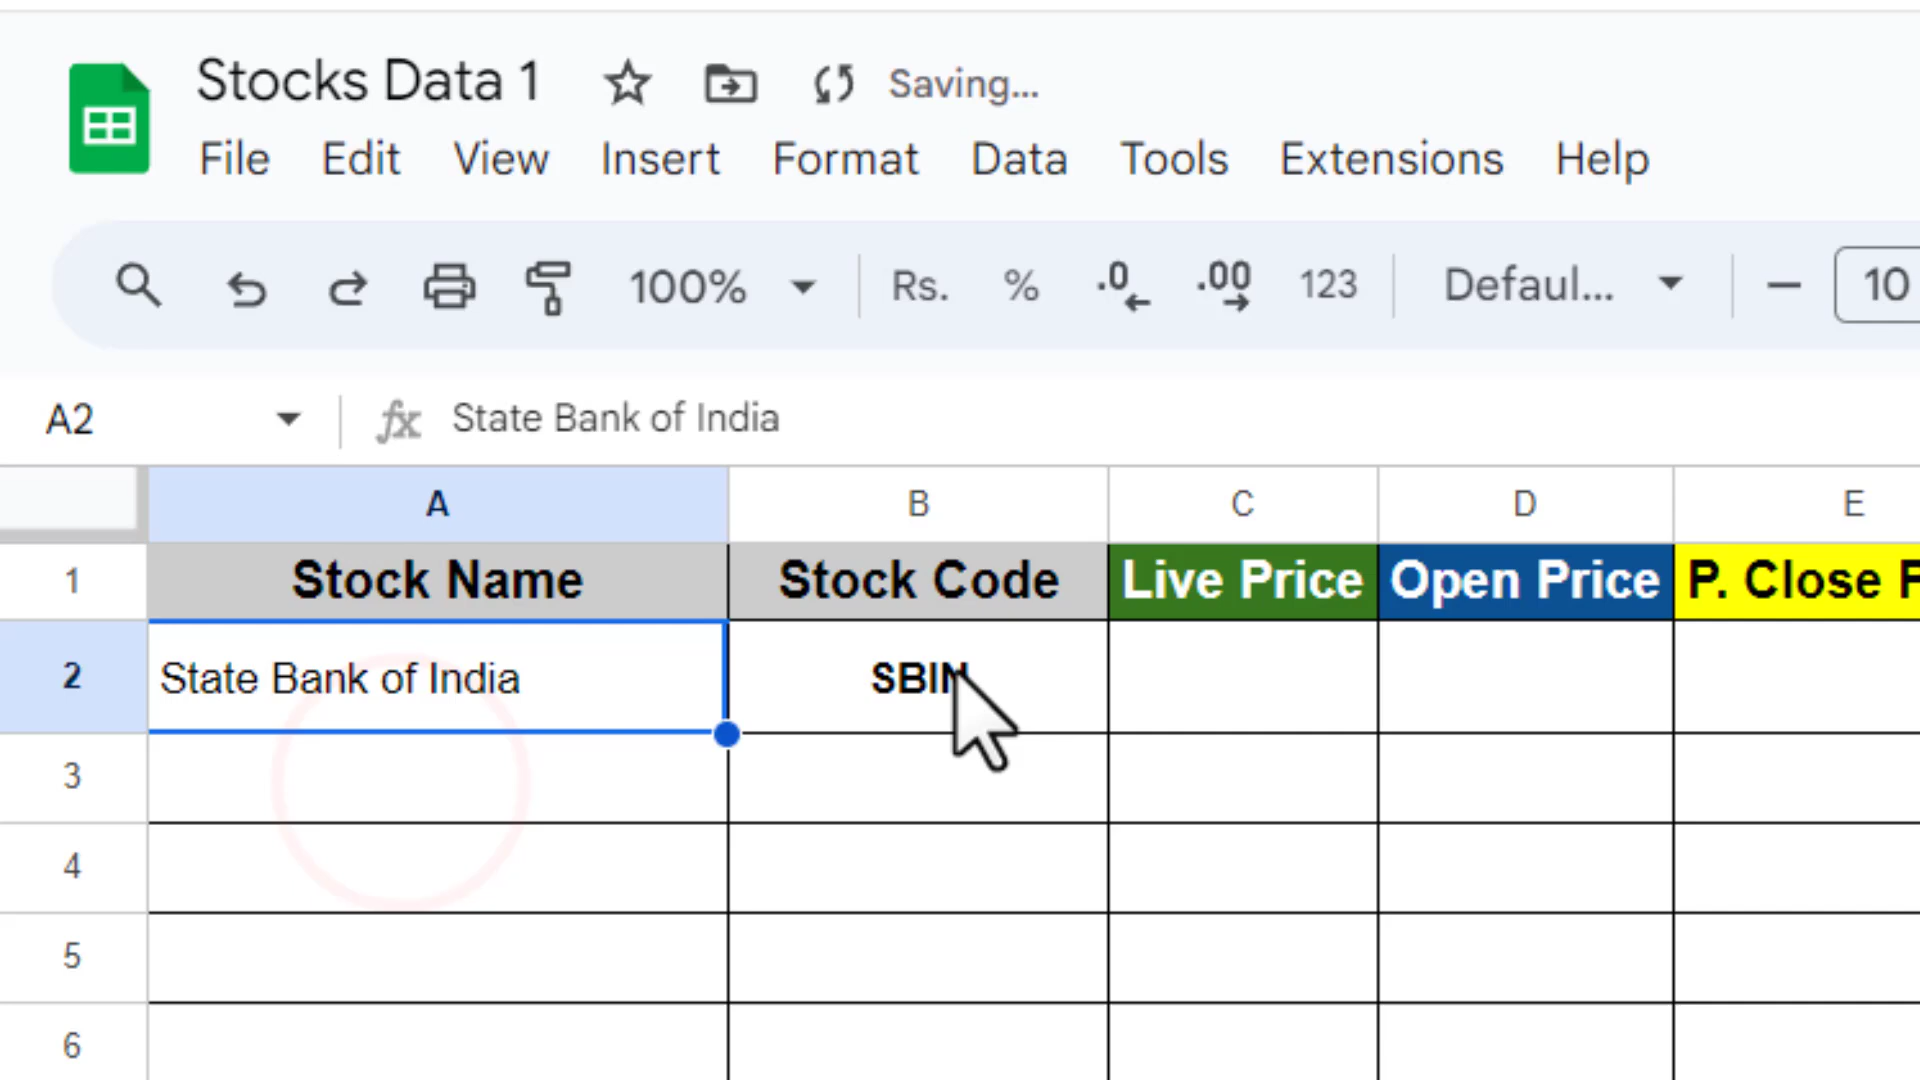 Stocks Data 1 Saving...
File Edit View Insert Format Data Tools Extensions Help
100% Rs. % .0 .00 123 Defaul... 10
A2 fx State Bank of India
A B C D E
1 Stock Name Stock Code Live Price Open Price P. Close
2 State Bank of India SBIN
3
4
5
6